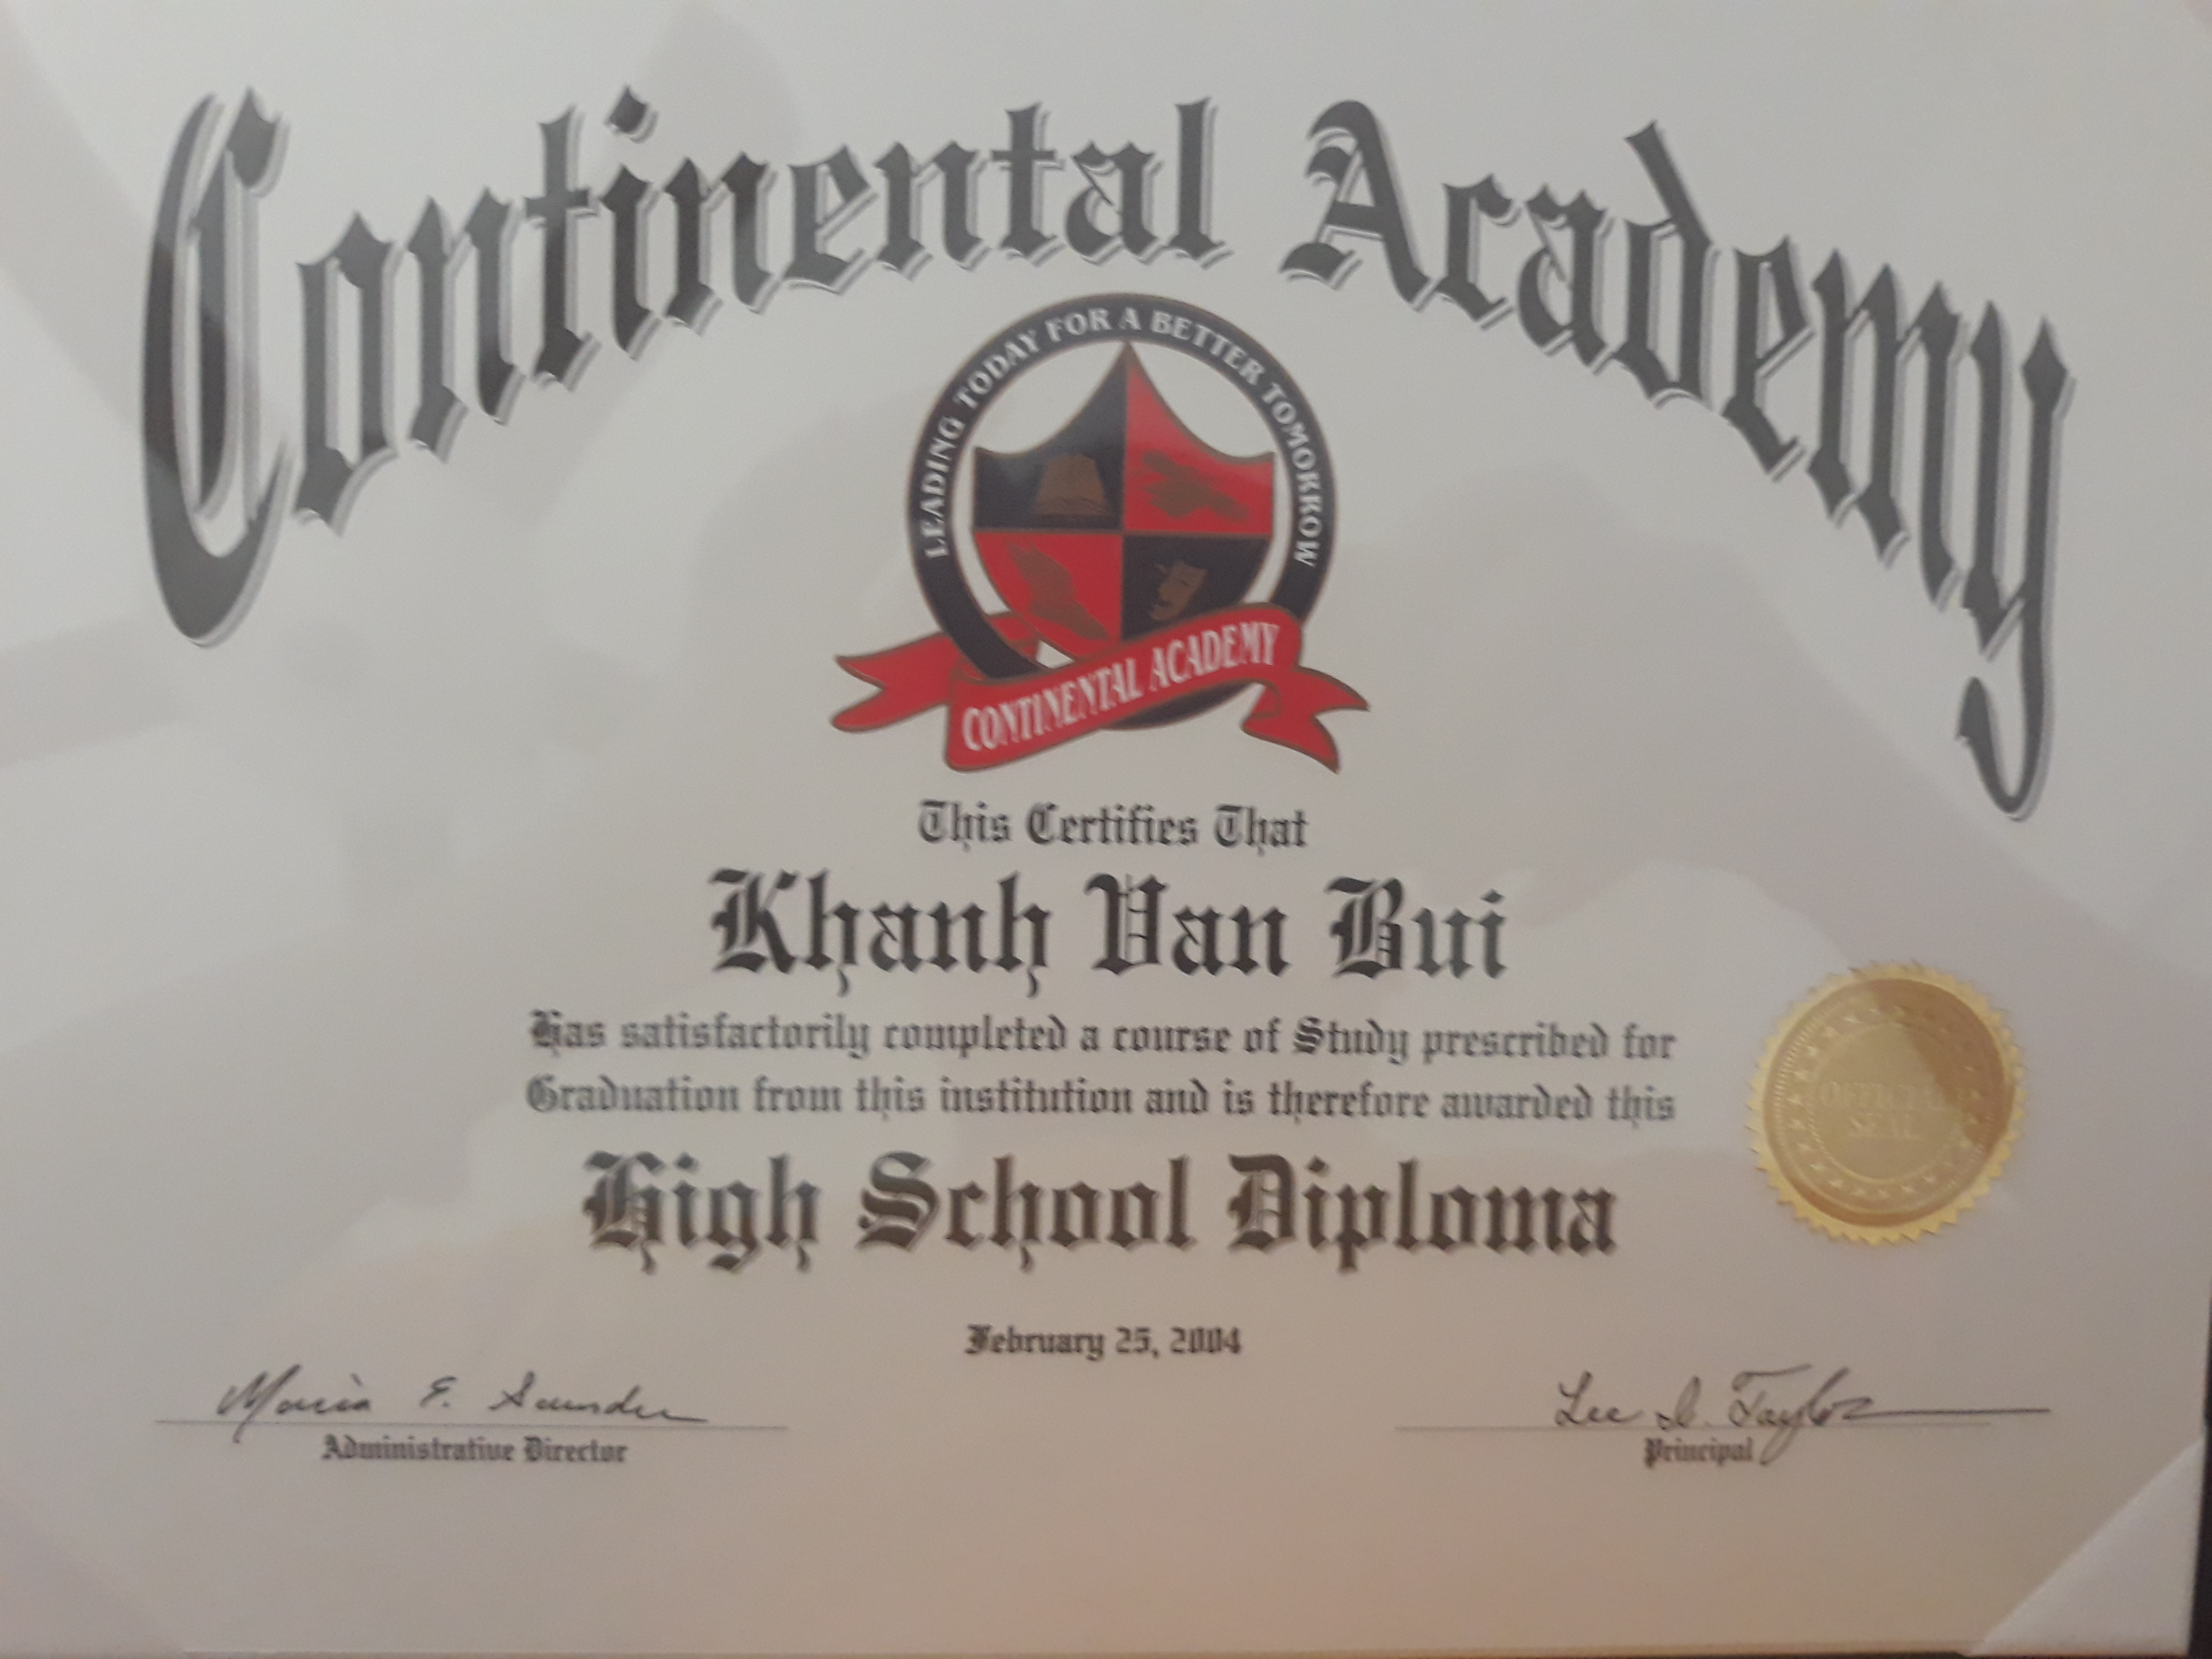 Continental Academy
LEADING TODAY FOR A BETTER TOMORROW
CONTINENTAL ACADEMY
This Certifies That
Khanh Van Bui
Has satisfactorily completed a course of Study prescribed for
Graduation from this institution and is therefore awarded this
High School Diploma
OFFICIAL
SEAL
February 25, 2004
Marcia E. Saunders
Lee D. Taylor
Administrative Director
Principal